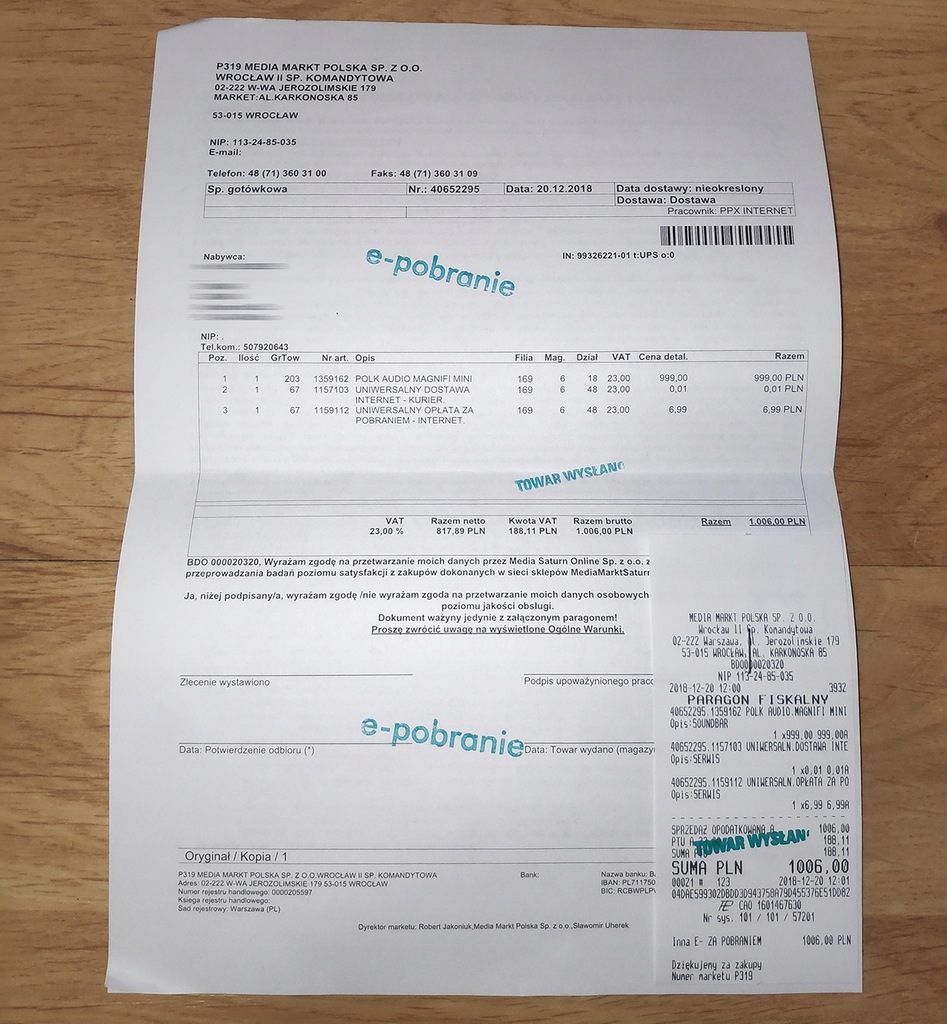 P319 MEDIA MARKT POLSKA SP. Z O.O.
WROCŁAW II SP. KOMANDYTOWA
02-222 W-WA JEROZOLIMSKIE 179
MARKET:AL.KARKONOSKA 85
53-015 WROCŁAW
NIP: 113-24-85-035
E-mail:
Telefon: 48 (71) 360 31 00 Faks: 48 (71) 360 31 09
Sp. gotówkowa Nr.: 40652295 Data: 20.12.2018 Data dostawy: nieokreslony
Dostawa: Dostawa
Pracownik: PPX INTERNET
Nabywca: e-pobranie IN: 99326221-01 t:UPS o:0
NIP: .
Tel.kom.: 507920643
Poz. Ilość GrTow Nr art. Opis Filia Mag. Dział VAT Cena detal. Razem
1 1 203 1359162 POLK AUDIO MAGNIFI MINI 169 6 18 23,00 999,00 999,00 PLN
2 1 67 1157103 UNIWERSALNY DOSTAWA 169 6 48 23,00 0,01 0,01 PLN
INTERNET - KURIER.
3 1 67 1159112 UNIWERSALNY OPŁATA ZA 169 6 48 23,00 6,99 6,99 PLN
POBRANIEM - INTERNET.
TOWAR WYSŁANO
VAT Razem netto Kwota VAT Razem brutto Razem 1.006,00 PLN
23,00 % 817,89 PLN 188,11 PLN 1.006,00 PLN
BDO 000020320, Wyrażam zgodę na przetwarzanie moich danych przez Media Saturn Online Sp. z o.o. z
przeprowadzania badań poziomu satysfakcji z zakupów dokonanych w sieci sklepów MediaMarktSatur
Ja, niżej podpisany/a, wyrażam zgodę /nie wyrażam zgoda na przetwarzanie moich danych osobowych
poziomu jakości obsługi.
Dokument ważyny jedynie z załączonym paragonem!
Proszę zwrócić uwagę na wyświetlone Ogólne Warunki.
Zlecenie wystawiono Podpis upoważynionego praco
e-pobranie
Data: Potwierdzenie odbioru (*) Data: Towar wydano (magazy
Oryginał / Kopia / 1
P319 MEDIA MARKT POLSKA SP. Z O.O.WROCŁAW II SP. KOMANDYTOWA Bank: Nazwa banku: B
Adres: 02-222 W-WA JEROZOLIMSKIE 179 53-015 WROCŁAW IBAN: PL711750
Numer rejestru handlowego: 0000205597 BIC: RCBWPLP
Ksiega rejestru handlowego:
Sad rejestrowy: Warszawa (PL)
Dyrektor marketu: Robert Jakoniuk,Media Markt Polska Sp. z o.o.,Sławomir Uherek
MEDIA MARKT POLSKA SP. Z O.O.
Wrocław II Sp. Komandytowa
02-222 Warszawa, Al. Jerozolimskie 179
53-015 WROCŁAW, AL. KARKONOSKA 85
BDO000020320
NIP 113-24-85-035
2018-12-20 12:00 3932
PARAGON FISKALNY
40652295.1359162 POLK AUDIO.MAGNIFI MINI
Opis:SOUNDBAR
1 x999,00 999,00A
40652295.1157103 UNIWERSALN.DOSTAWA INTE
Opis:SERWIS
1 x0,01 0,01A
40652295.1159112 UNIWERSALN.OPŁATA ZA PO
Opis:SERWIS
1 x6,99 6,99A
SPRZEDAŻ OPODATKOWANA A 1006,00
PTU A 188,11
SUMA 188,11
TOWAR WYSŁAN
SUMA PLN 1006,00
00021 # 123 2018-12-20 12:01
CAO 1601467630
Nr sys. 101 / 101 / 57201
Inna E- ZA POBRANIEM 1006,00 PLN
Dziękujemy za zakupy
Numer marketu P319